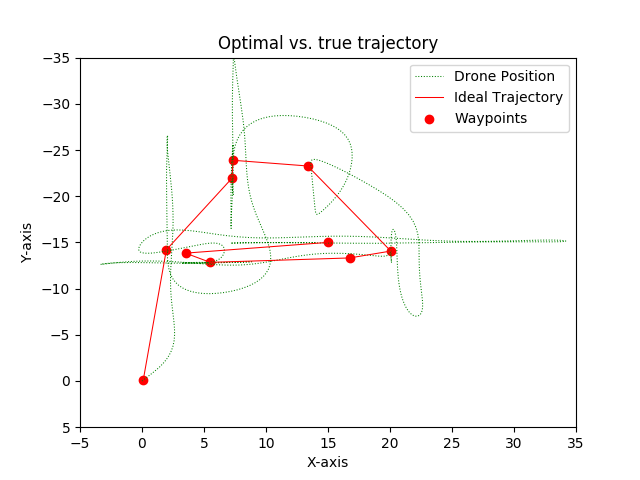 Optimal vs. true trajectory
Drone Position
Ideal Trajectory
Waypoints
Y-axis
−35
−30
−25
−20
−15
−10
−5
0
5
−5 0 5 10 15 20 25 30 35
X-axis